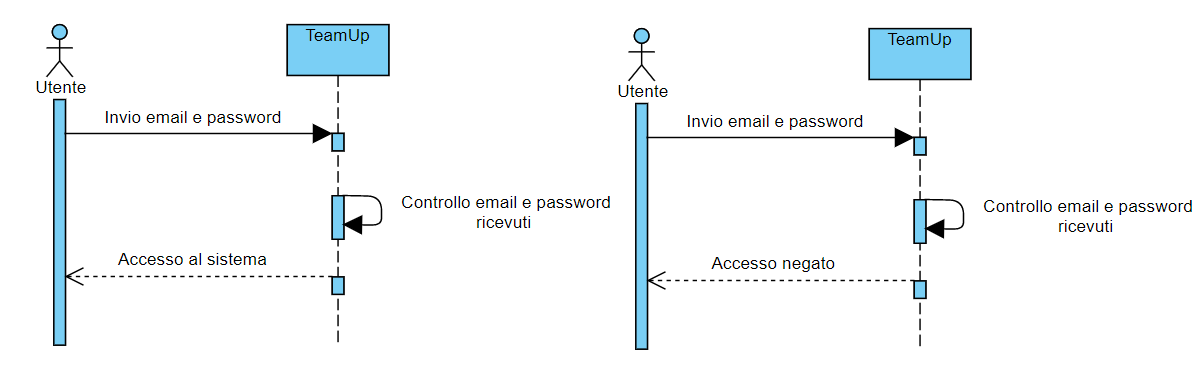 TeamUp
Utente
Invio email e password
Controllo email e password
ricevuti
Accesso al sistema
TeamUp
Utente
Invio email e password
Controllo email e password
ricevuti
Accesso negato